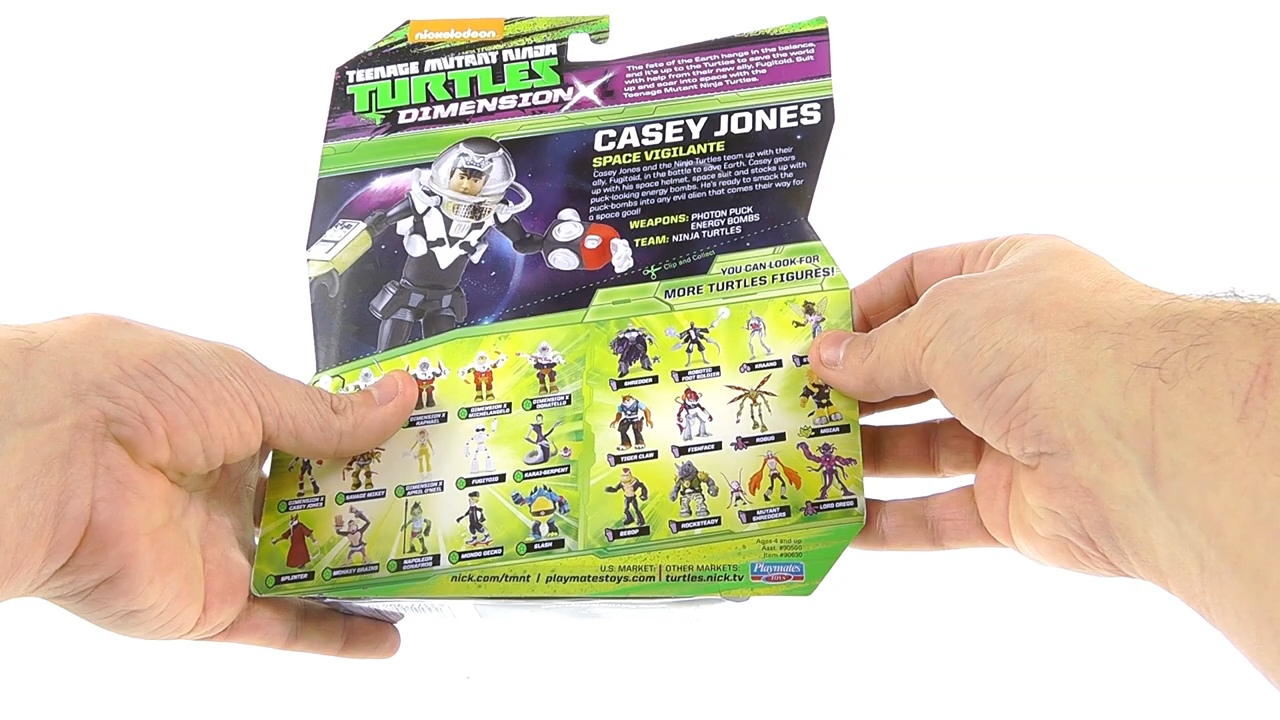 nickelodeon
TEENAGE MUTANT NINJA
TURTLES
DIMENSION X
The fate of the Earth hangs in the balance,
and it's up to the Turtles to save the world
with help from their new ally, Fugitoid. Suit
up and soar into space with the
Teenage Mutant Ninja Turtles.
CASEY JONES
SPACE VIGILANTE
Casey Jones and the Ninja Turtles team up with their
ally, Fugitoid, in the battle to save Earth. Casey gears
up with his space helmet, space suit and stocks up with
puck-looking energy bombs. He's ready to smack the
puck-bombs into any evil alien that comes their way for
a space goal!
WEAPONS: PHOTON PUCK
ENERGY BOMBS
TEAM: NINJA TURTLES
Clip and Collect
YOU CAN LOOK FOR
MORE TURTLES FIGURES!
DIMENSION X
RAPHAEL
DIMENSION X
MICHELANGELO
DIMENSION X
DONATELLO
DIMENSION X
CASEY JONES
SAVAGE MIKEY
DIMENSION X
APRIL O'NEIL
FUGITOID
KARAI-SERPENT
SPLINTER
MONKEY BRAINS
NAPOLEON
BONAFROG
MONDO GECKO
SLASH
SHREDDER
ROBOTIC
FOOT SOLDIER
KRAANG
TIGER CLAW
FISHFACE
ROBUG
MOZAR
BEBOP
ROCKSTEADY
MUTANT
SHREDDERS
LORD DREGG
Ages 4 and up
Asst. #90500
Item #90630
U.S. MARKET: | OTHER MARKETS:
nick.com/tmnt | playmatestoys.com | turtles.nick.tv
Playmates
TOYS